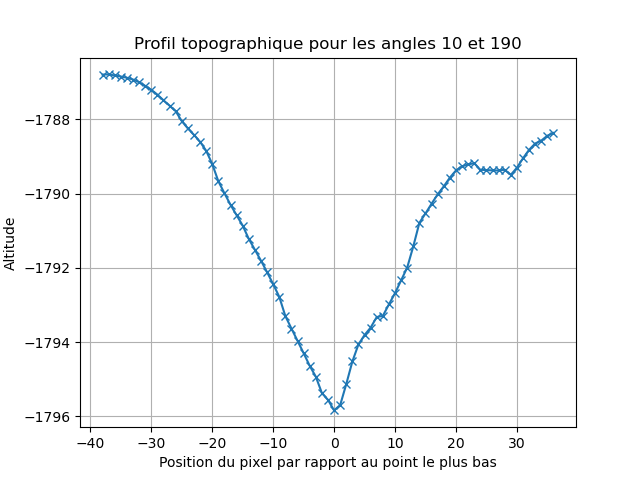 Profil topographique pour les angles 10 et 190
−1788
−1790
−1792
−1794
−1796
Altitude
−40 −30 −20 −10 0 10 20 30
Position du pixel par rapport au point le plus bas